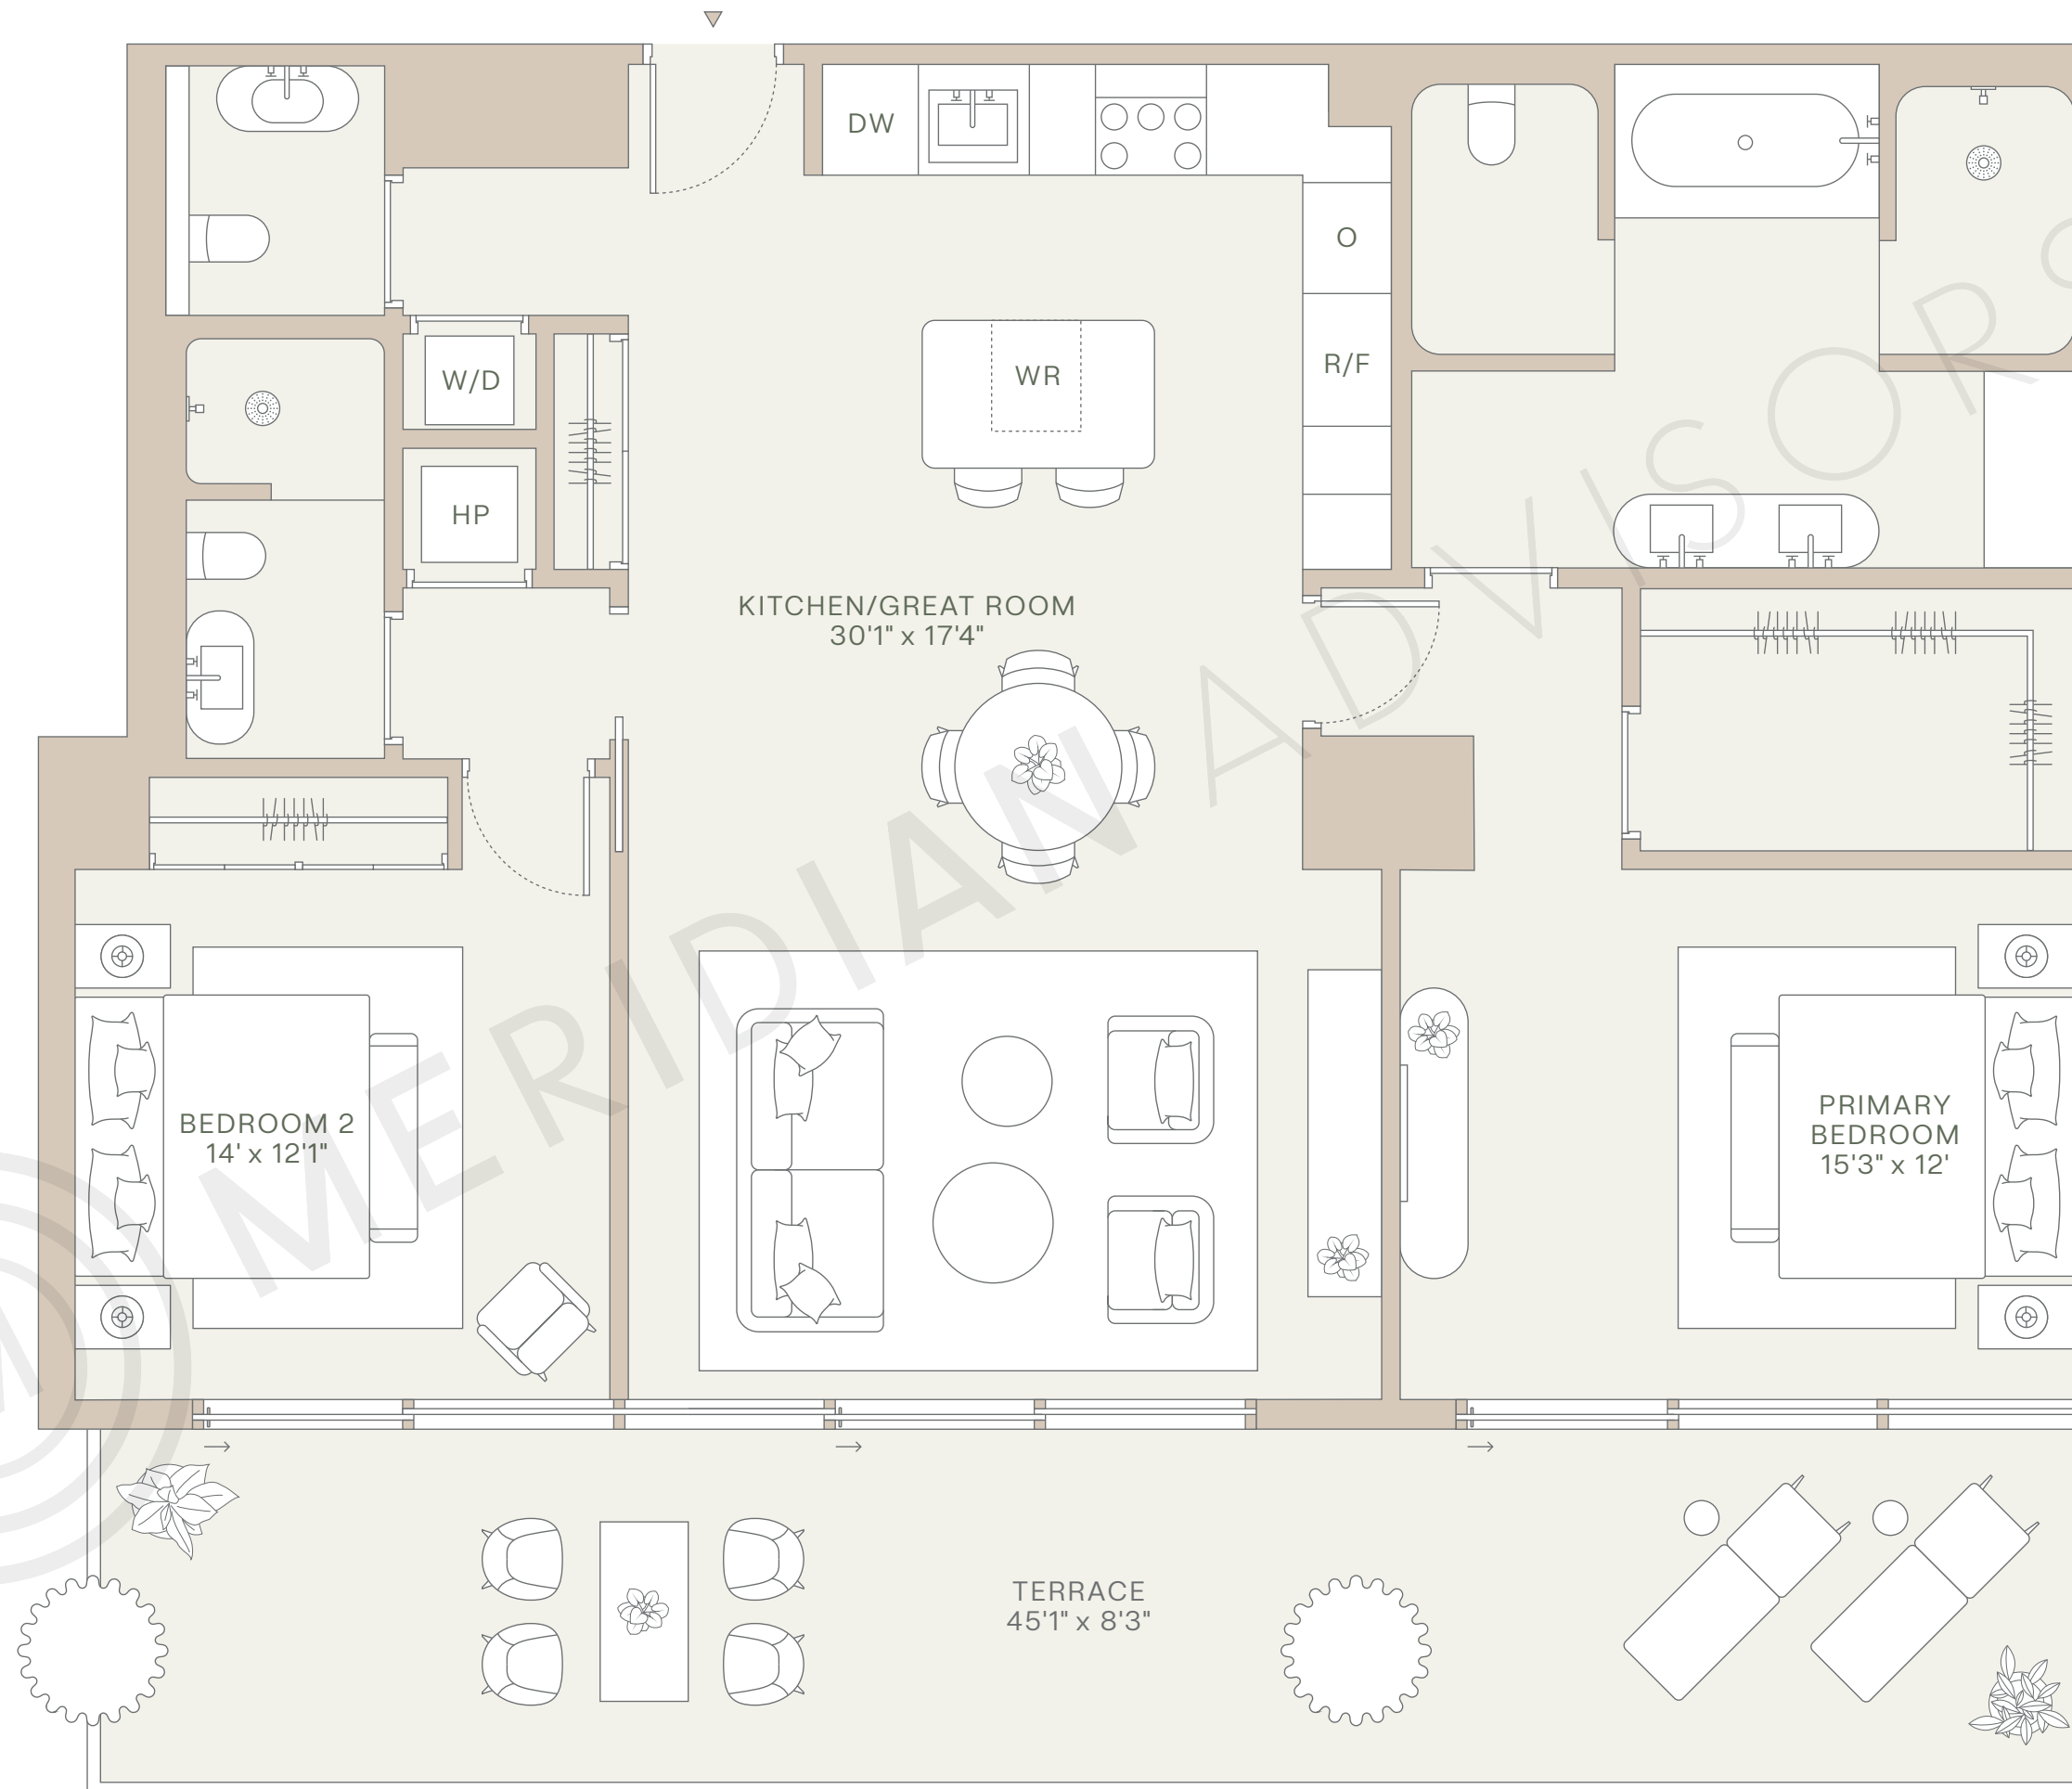 DW
O
R/F
WR
W/D
HP
KITCHEN/GREAT ROOM
30'1" x 17'4"
BEDROOM 2
14' x 12'1"
PRIMARY
BEDROOM
15'3" x 12'
TERRACE
45'1" x 8'3"
MERIDIAN ADVISORS